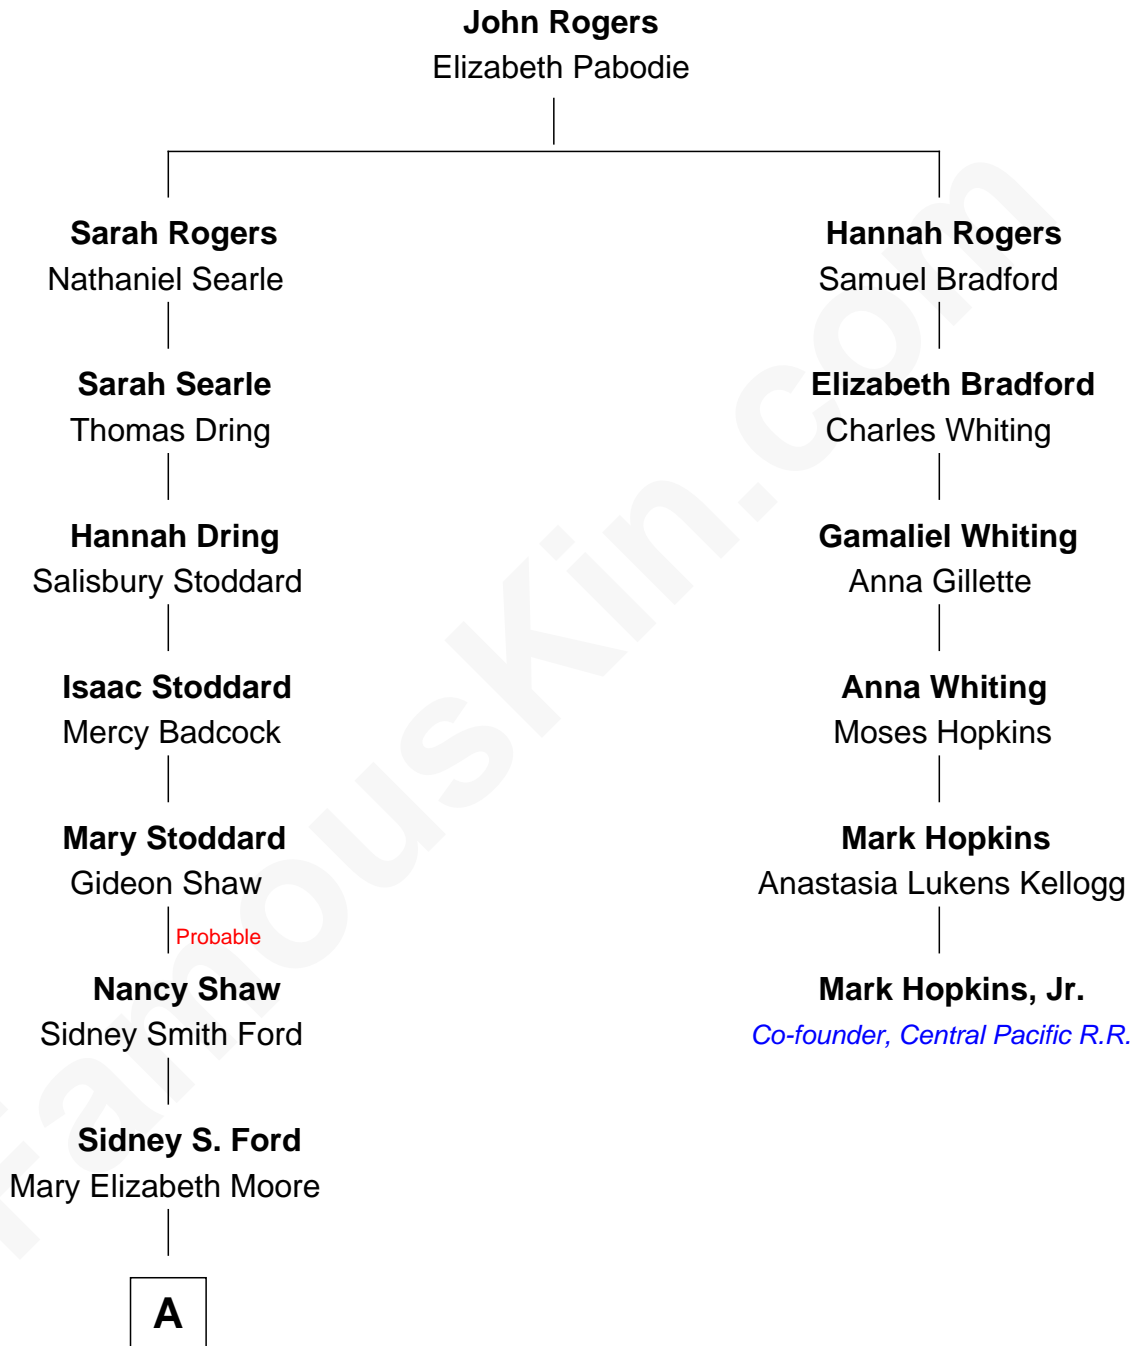 John Rogers
Elizabeth Pabodie
Sarah Rogers
Nathaniel Searle
Hannah Rogers
Samuel Bradford
Sarah Searle
Thomas Dring
Elizabeth Bradford
Charles Whiting
Hannah Dring
Salisbury Stoddard
Gamaliel Whiting
Anna Gillette
Isaac Stoddard
Mercy Badcock
Anna Whiting
Moses Hopkins
Mary Stoddard
Gideon Shaw
Mark Hopkins
Anastasia Lukens Kellogg
Probable
Nancy Shaw
Sidney Smith Ford
Mark Hopkins, Jr.
Co-founder, Central Pacific R.R.
Sidney S. Ford
Mary Elizabeth Moore
A
FamousKin.com